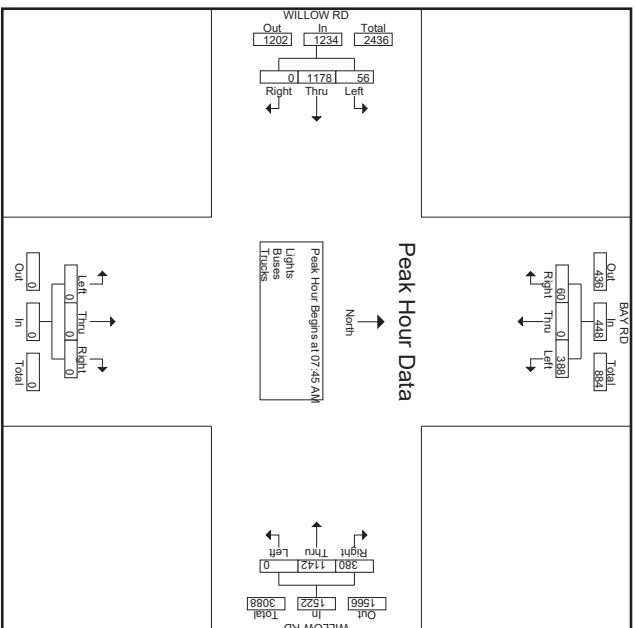 WILLOW RD
Out In Total
1202 1234 2436
0 1178 56
Right Thru Left
Peak Hour Data
North
Peak Hour Begins at 07:45 AM
Lights
Buses
Trucks
BAY RD
Out In Total
436 448 884
60 0 388
Right Thru Left
Left Thru Right
0 0 0
Out In Total
0 0 0
Left Thru Right
0 1142 380
3088 1522 1566
Total In Out
WILLOW RD